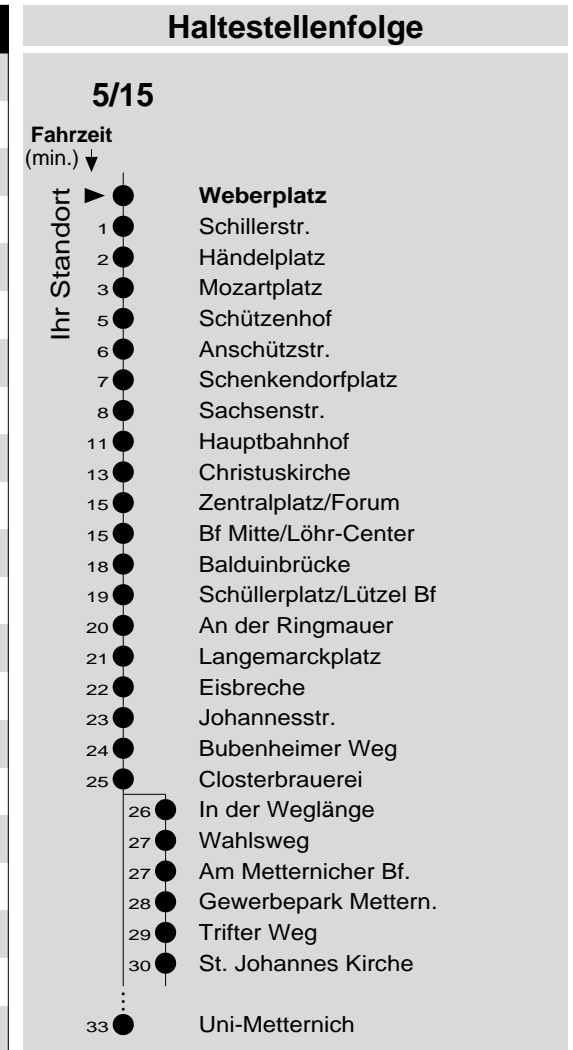 Haltestellenfolge
5/15
Fahrzeit
(min.)
Ihr Standort
Weberplatz
1 Schillerstr.
2 Händelplatz
3 Mozartplatz
5 Schützenhof
6 Anschützstr.
7 Schenkendorfplatz
8 Sachsenstr.
11 Hauptbahnhof
13 Christuskirche
15 Zentralplatz/Forum
15 Bf Mitte/Löhr-Center
18 Balduinbrücke
19 Schüllerplatz/Lützel Bf
20 An der Ringmauer
21 Langemarckplatz
22 Eisbreche
23 Johannesstr.
24 Bubenheimer Weg
25 Closterbrauerei
26 In der Weglänge
27 Wahlsweg
27 Am Metternicher Bf.
28 Gewerbepark Mettern.
29 Trifter Weg
30 St. Johannes Kirche
33 Uni-Metternich